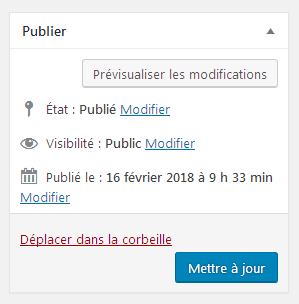 Publier
Prévisualiser les modifications
État : Publié Modifier
Visibilité : Public Modifier
Publié le : 16 février 2018 à 9 h 33 min
Modifier
Déplacer dans la corbeille
Mettre à jour